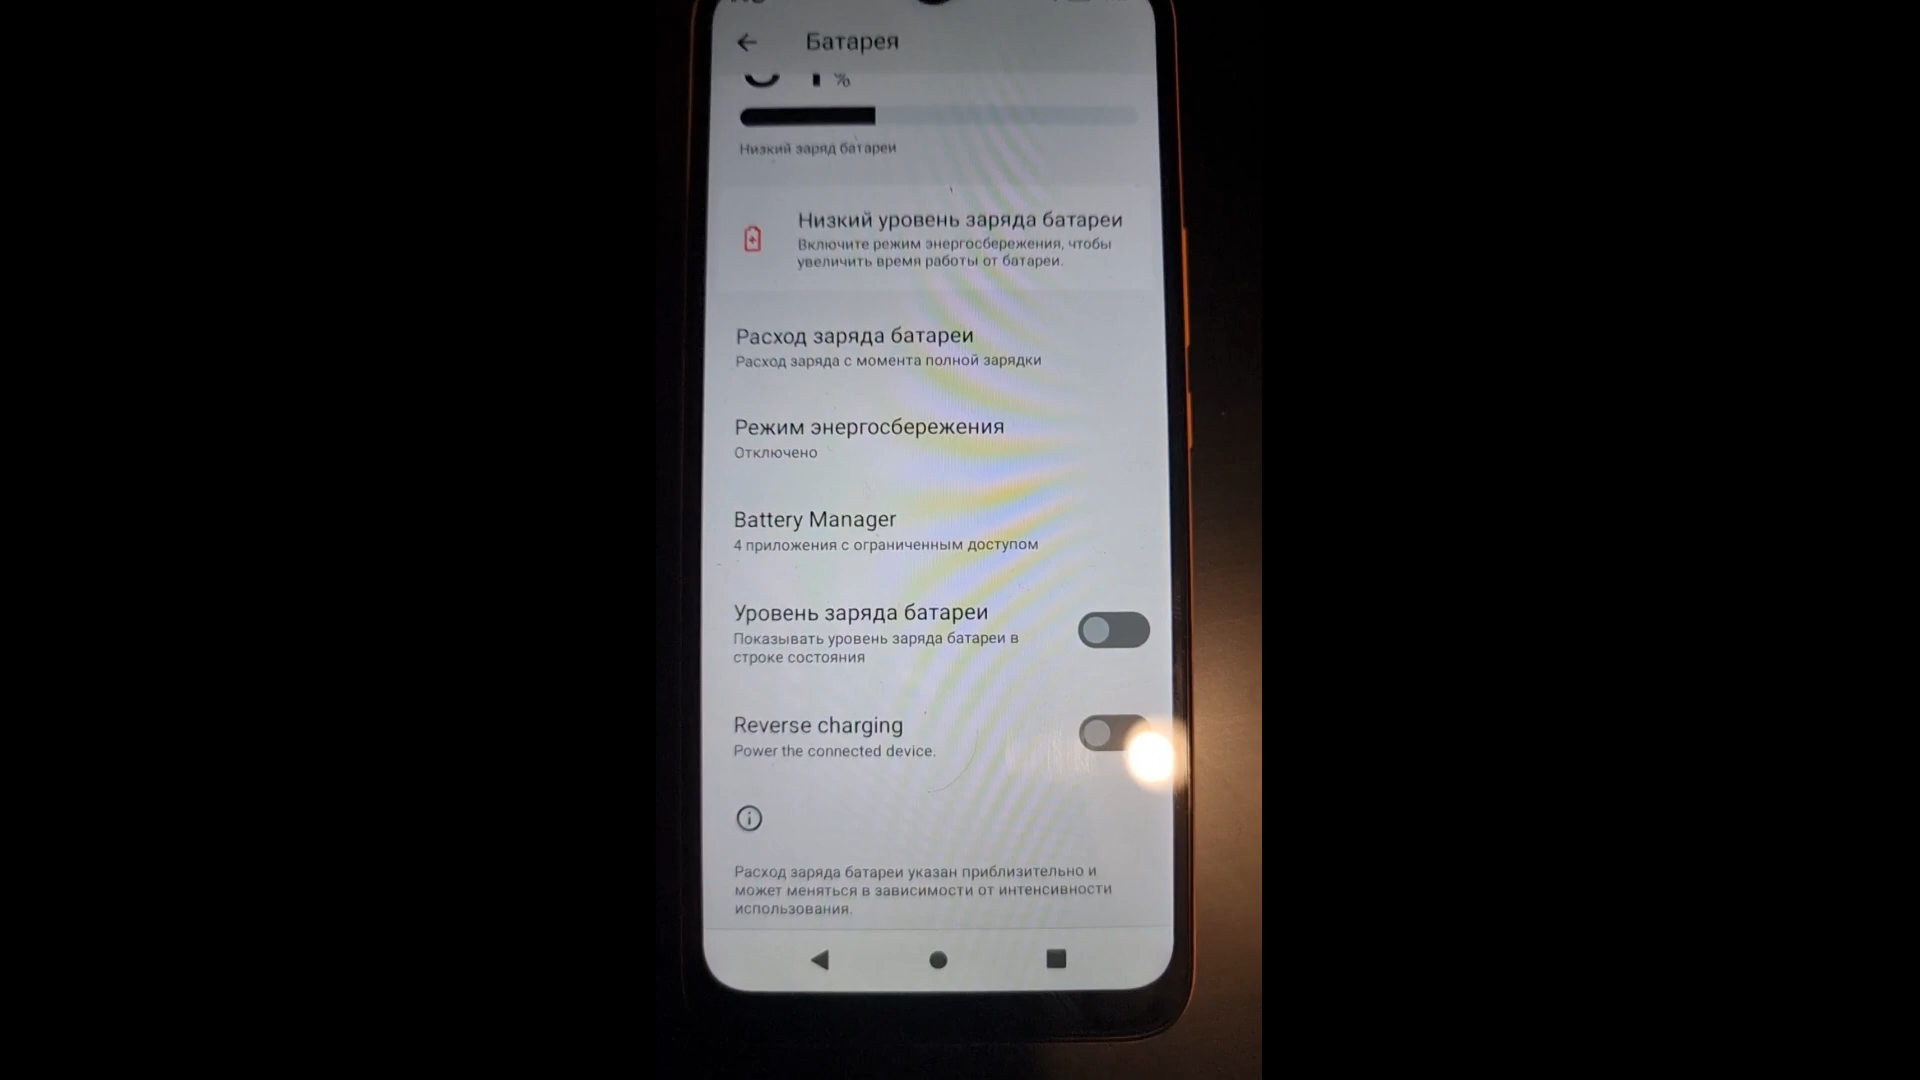 Батарея
%
Низкий заряд батареи
Низкий уровень заряда батареи
Включите режим энергосбережения, чтобы
увеличить время работы от батареи.
Расход заряда батареи
Расход заряда с момента полной зарядки
Режим энергосбережения
Отключено
Battery Manager
4 приложения с ограниченным доступом
Уровень заряда батареи
Показывать уровень заряда батареи в
строке состояния
Reverse charging
Power the connected device.
Расход заряда батареи указан приблизительно и
может меняться в зависимости от интенсивности
использования.